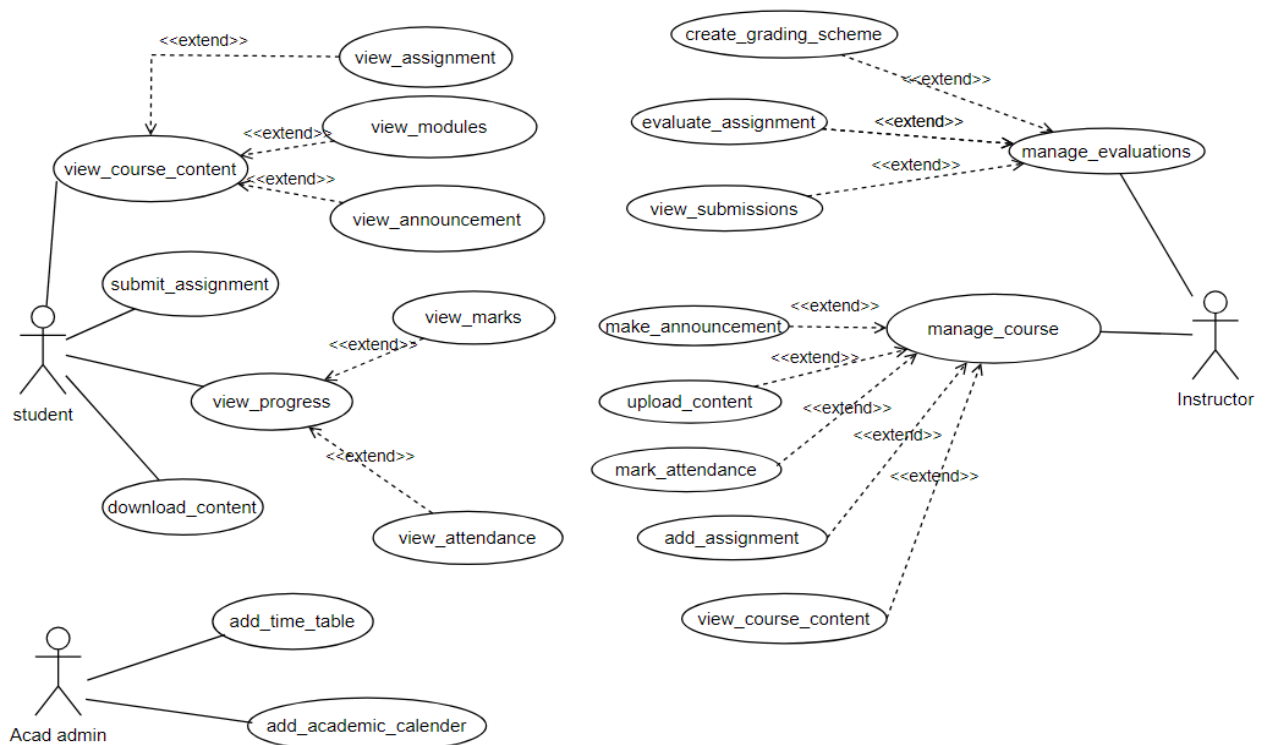 <<extend>>
view_assignment
<<extend>>
view_modules
view_course_content
<<extend>>
view_announcement
submit_assignment
view_marks
<<extend>>
student
view_progress
<<extend>>
download_content
view_attendance
add_time_table
Acad admin
add_academic_calender
create_grading_scheme
<<extend>>
evaluate_assignment
<<extend>>
manage_evaluations
<<extend>>
view_submissions
<<extend>>
make_announcement
manage_course
<<extend>>
upload_content
Instructor
<<extend>>
mark_attendance
<<extend>>
<<extend>>
add_assignment
view_course_content